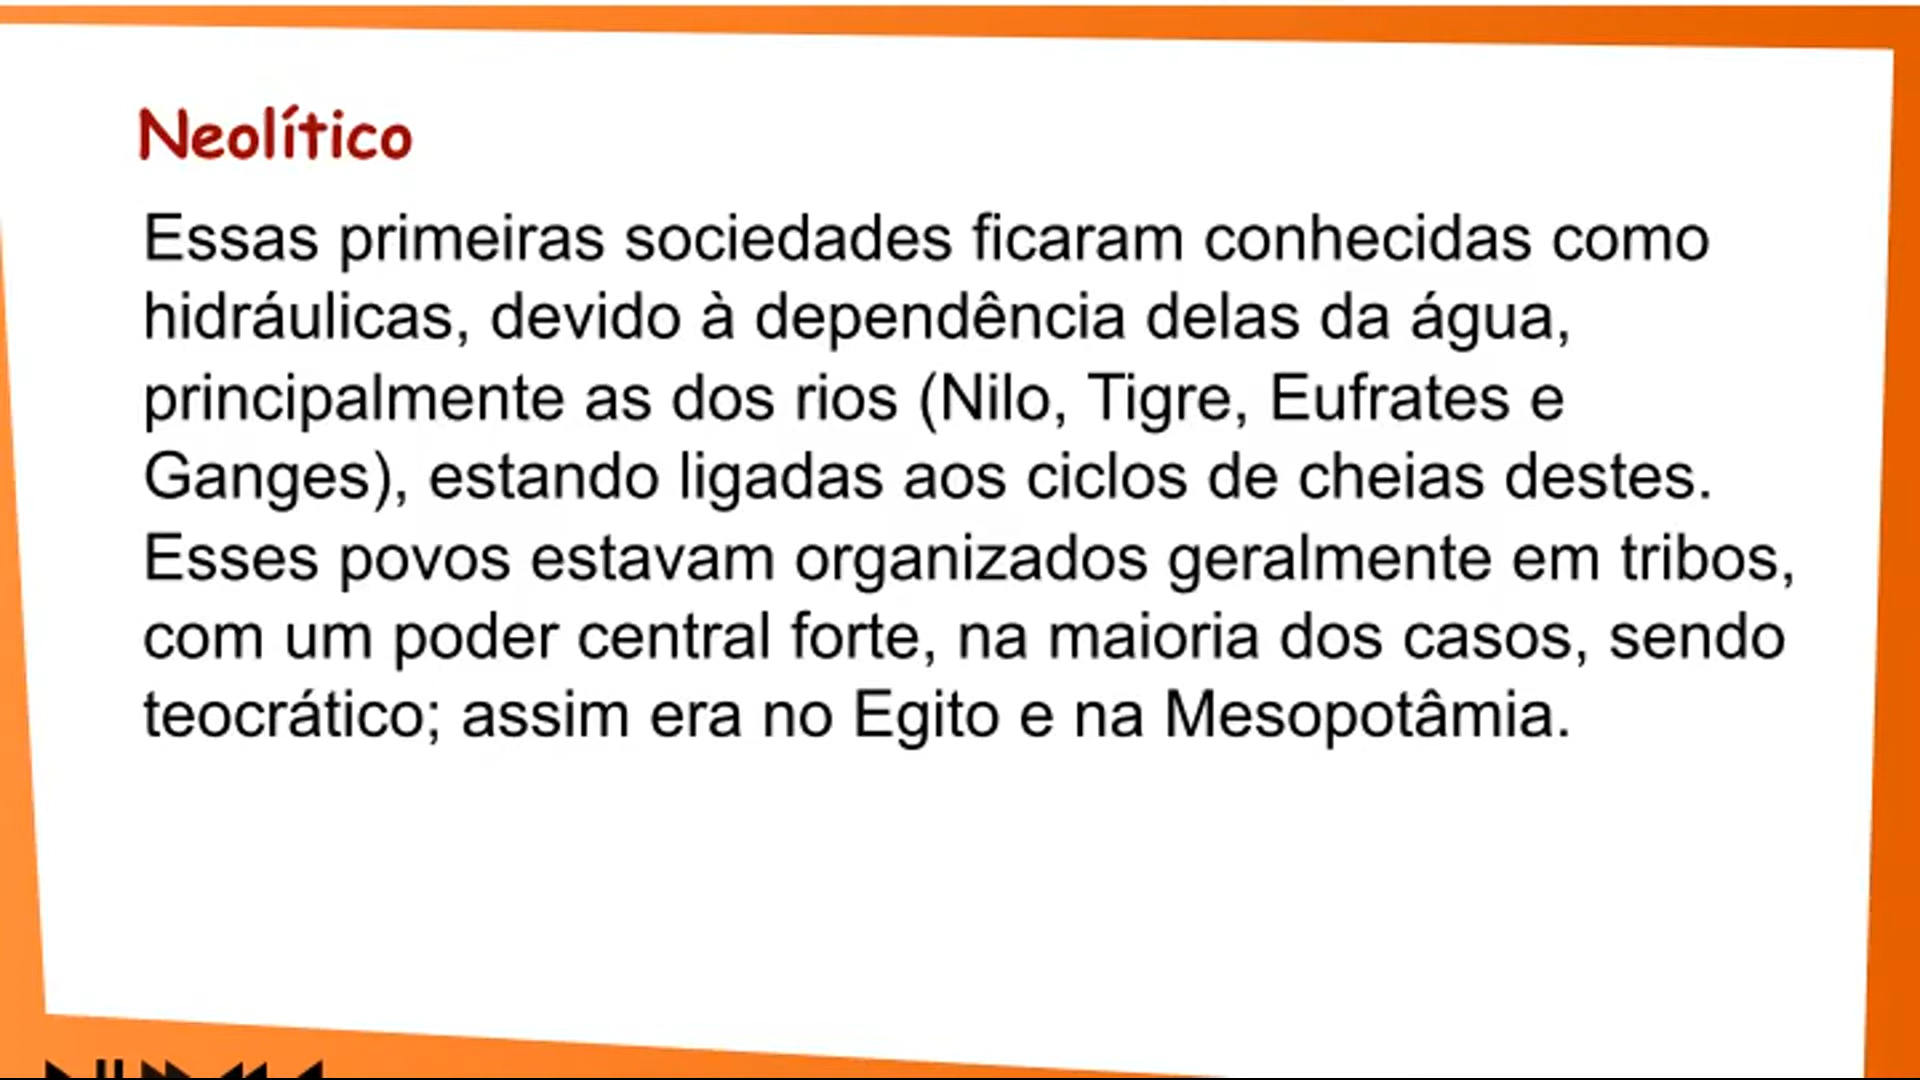 Neolítico
Essas primeiras sociedades ficaram conhecidas como
hidráulicas, devido à dependência delas da água,
principalmente as dos rios (Nilo, Tigre, Eufrates e
Ganges), estando ligadas aos ciclos de cheias destes.
Esses povos estavam organizados geralmente em tribos,
com um poder central forte, na maioria dos casos, sendo
teocrático; assim era no Egito e na Mesopotâmia.